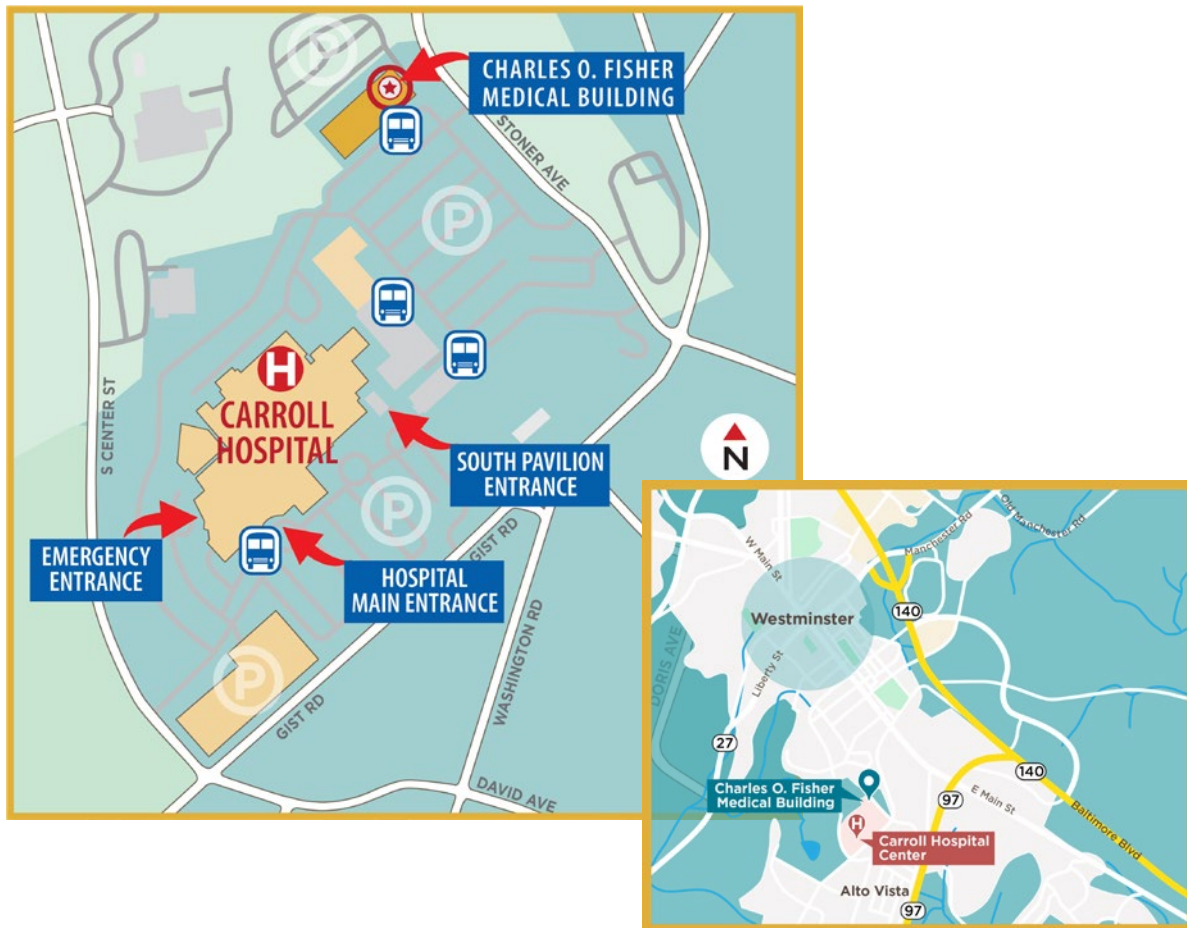 P
CHARLES O. FISHER
MEDICAL BUILDING
STONER AVE
P
S CENTER ST
H
CARROLL
HOSPITAL
SOUTH PAVILION
ENTRANCE
N
P
GIST RD
EMERGENCY
ENTRANCE
HOSPITAL
MAIN ENTRANCE
WASHINGTON RD
P
GIST RD
DAVID AVE
Old Manchester Rd
Manchester Rd
W Main St
140
Westminster
DORIS AVE
Liberty St
27
140
Charles O. Fisher
Medical Building
97
E Main St
Baltimore Blvd
H
Carroll Hospital
Center
Alto Vista
97